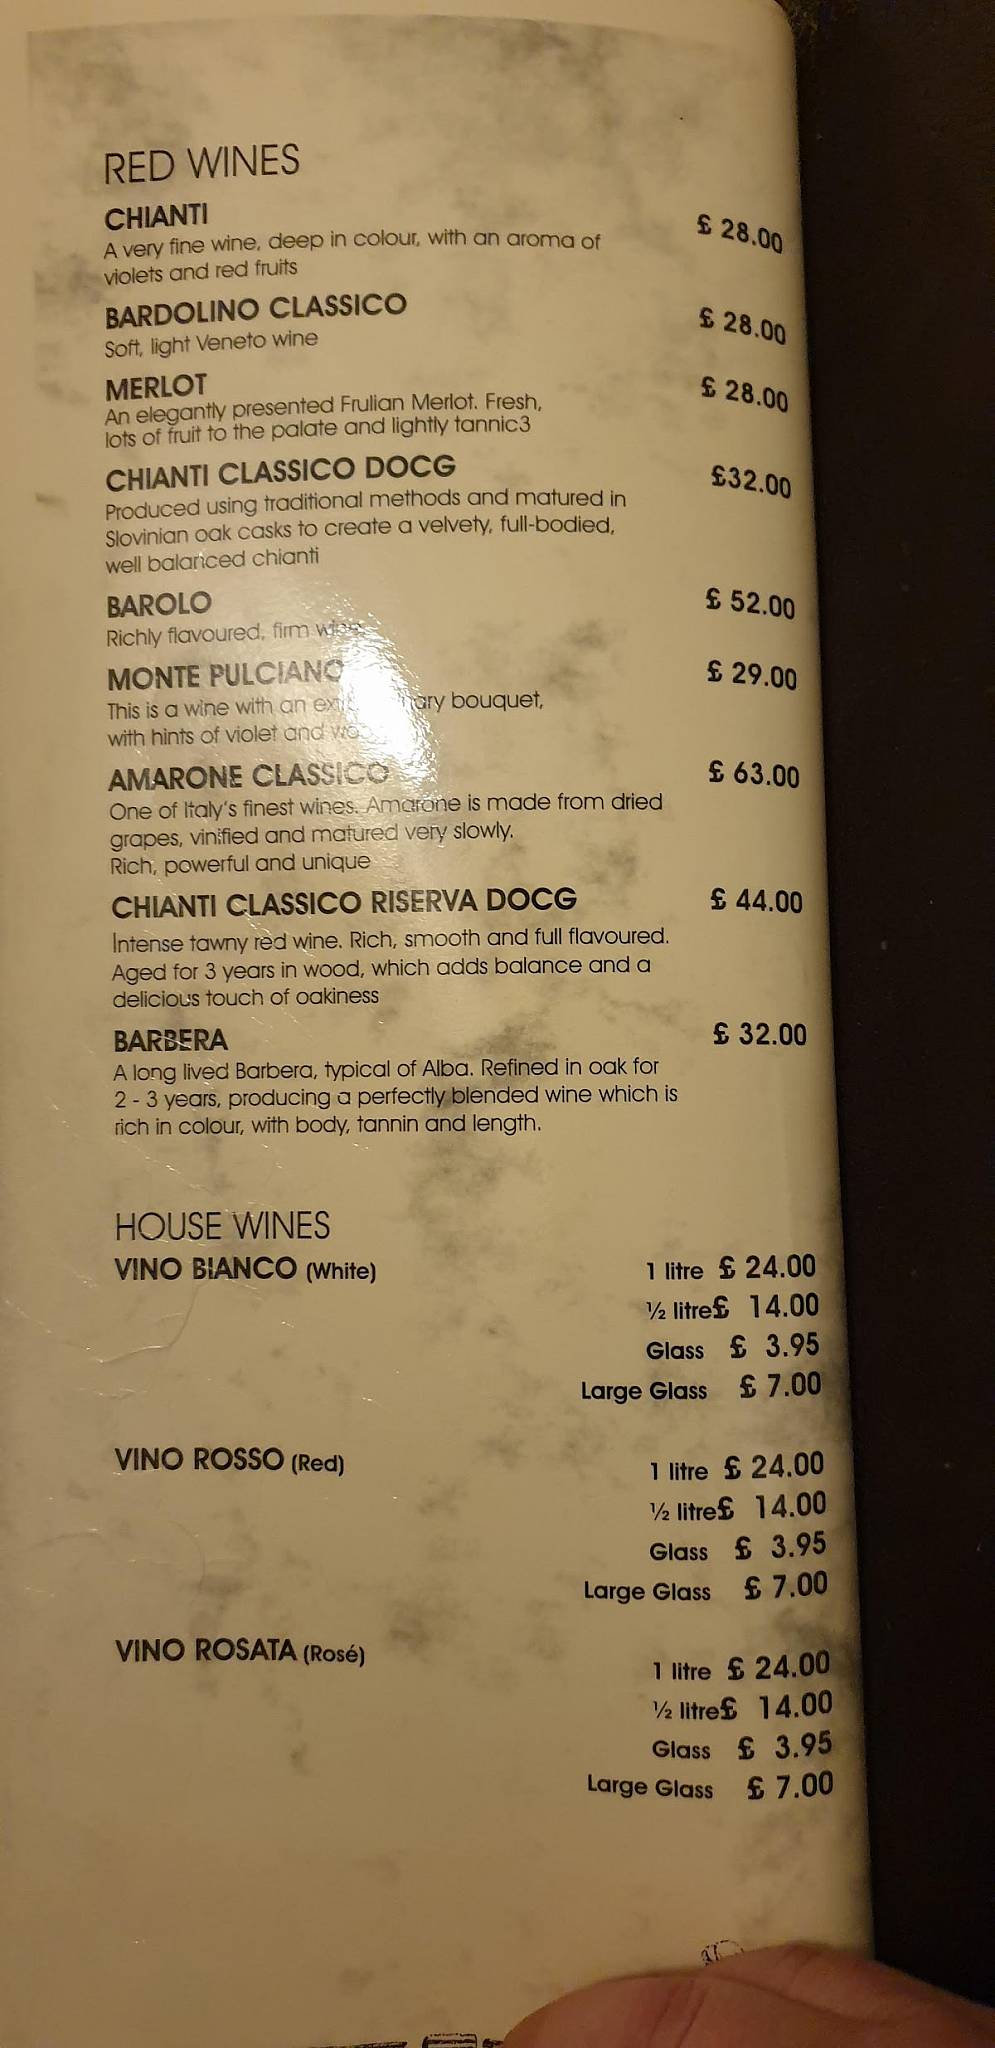 RED WINES
CHIANTI £ 28.00
A very fine wine, deep in colour, with an aroma of
violets and red fruits
BARDOLINO CLASSICO £ 28.00
Soft, light Veneto wine
MERLOT £ 28.00
An elegantly presented Frulian Merlot. Fresh,
lots of fruit to the palate and lightly tannic3
CHIANTI CLASSICO DOCG £32.00
Produced using traditional methods and matured in
Slovinian oak casks to create a velvety, full-bodied,
well balanced chianti
BAROLO £ 52.00
Richly flavoured, firm wine
MONTE PULCIANO £ 29.00
This is a wine with an bouquet,
with hints of violet and
AMARONE CLASSICO £ 63.00
One of Italy's finest wines. Amarone is made from dried
grapes, vinified and matured very slowly.
Rich, powerful and unique
CHIANTI CLASSICO RISERVA DOCG £ 44.00
Intense tawny red wine. Rich, smooth and full flavoured.
Aged for 3 years in wood, which adds balance and a
delicious touch of oakiness
BARBERA £ 32.00
A long lived Barbera, typical of Alba. Refined in oak for
2 - 3 years, producing a perfectly blended wine which is
rich in colour, with body, tannin and length.
HOUSE WINES
VINO BIANCO (White) 1 litre £ 24.00
½ litre£ 14.00
Glass £ 3.95
Large Glass £ 7.00
VINO ROSSO (Red) 1 litre £ 24.00
½ litre£ 14.00
Glass £ 3.95
Large Glass £ 7.00
VINO ROSATA (Rosé) 1 litre £ 24.00
½ litre£ 14.00
Glass £ 3.95
Large Glass £ 7.00